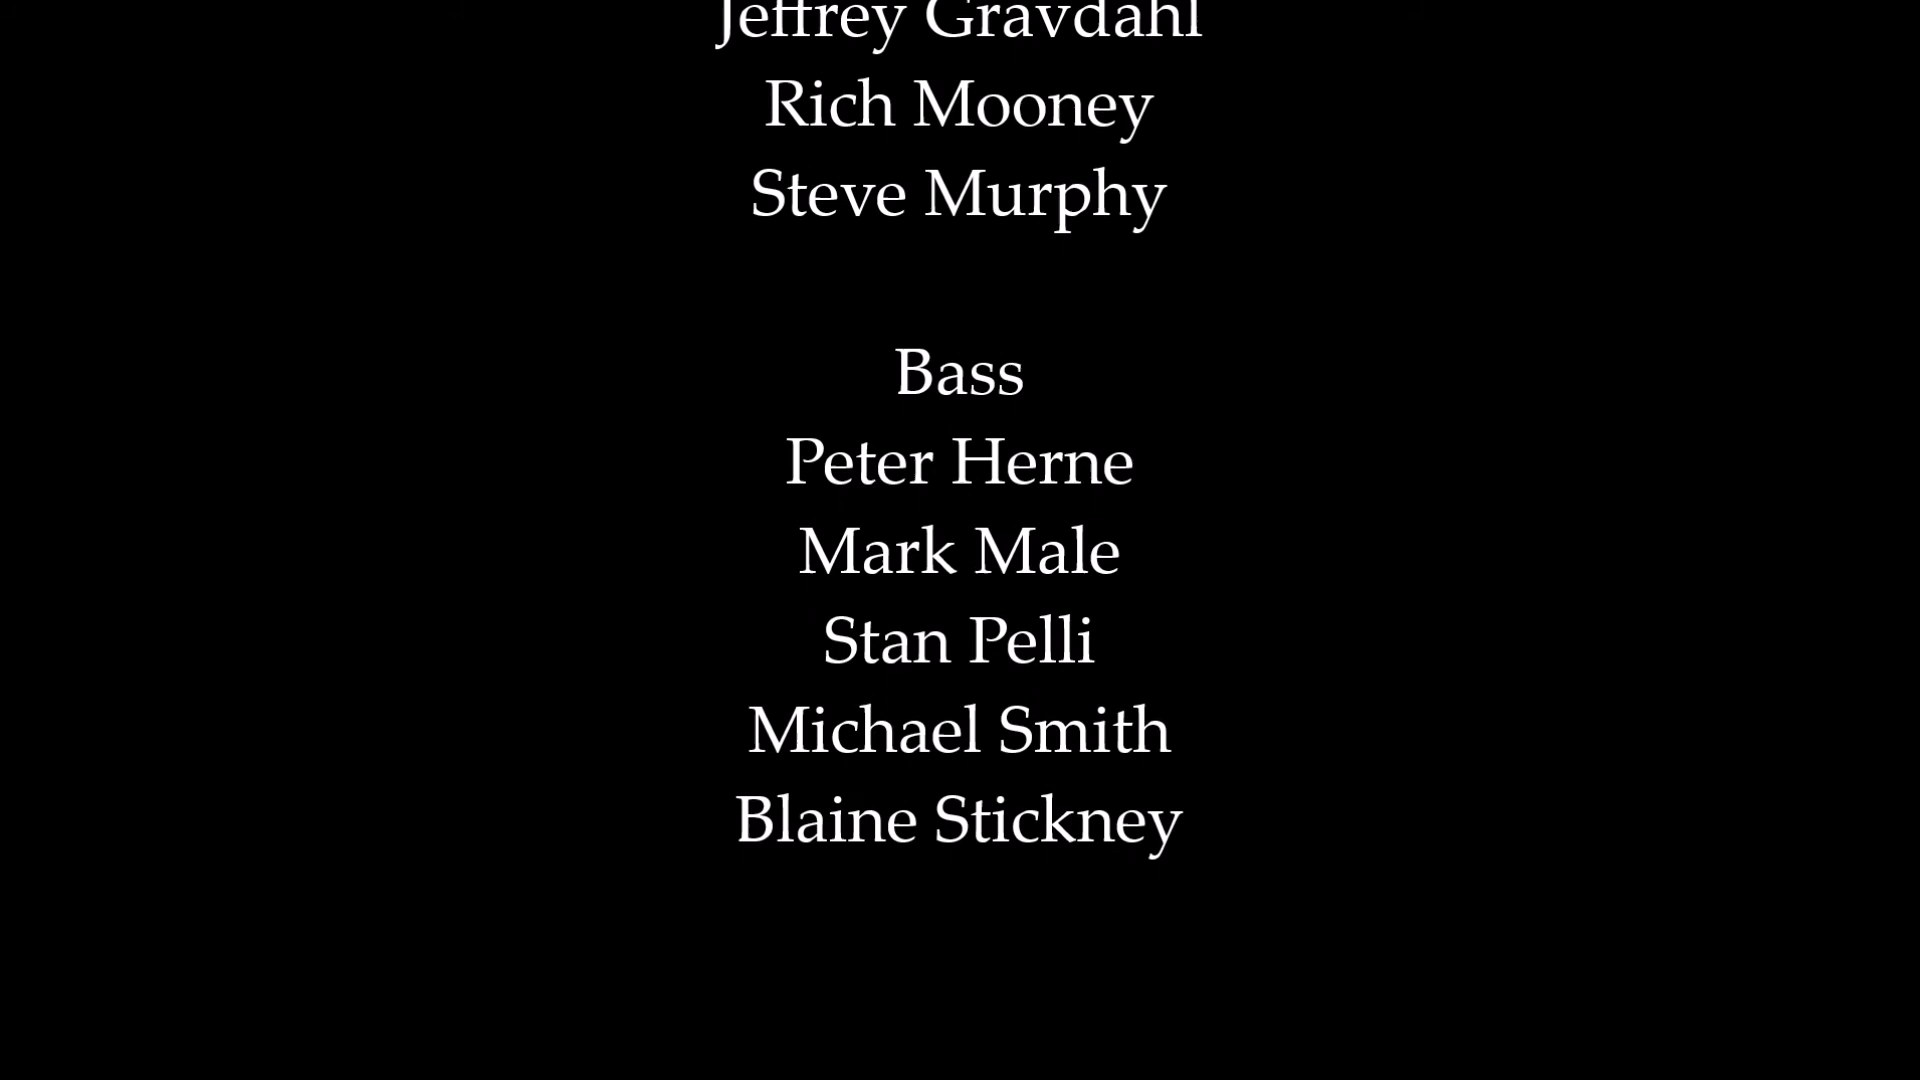 Jeffrey Gravdahl
Rich Mooney
Steve Murphy
Bass
Peter Herne
Mark Male
Stan Pelli
Michael Smith
Blaine Stickney